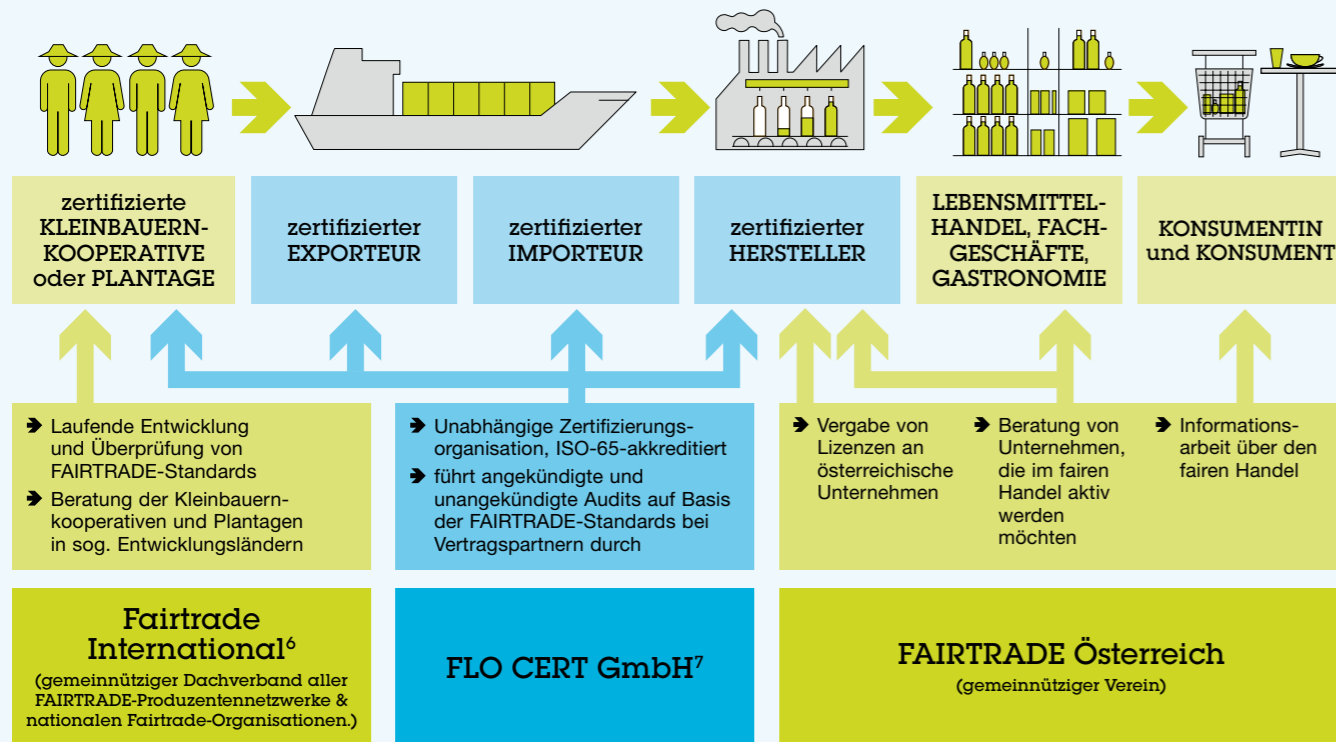 zertifizierte
KLEINBAUERN-
KOOPERATIVE
oder PLANTAGE
zertifizierter
EXPORTEUR
zertifizierter
IMPORTEUR
zertifizierter
HERSTELLER
LEBENSMITTEL-
HANDEL, FACH-
GESCHÄFTE,
GASTRONOMIE
KONSUMENTIN
und KONSUMENT
Laufende Entwicklung
und Überprüfung von
FAIRTRADE-Standards
Beratung der Kleinbauern-
kooperativen und Plantagen
in sog. Entwicklungsländern
Unabhängige Zertifizierungs-
organisation, ISO-65-akkreditiert
führt angekündigte und
unangekündigte Audits auf Basis
der FAIRTRADE-Standards bei
Vertragspartnern durch
Vergabe von
Lizenzen an
österreichische
Unternehmen
Beratung von
Unternehmen,
die im fairen
Handel aktiv
werden
möchten
Informations-
arbeit über den
fairen Handel
Fairtrade
International⁶
(gemeinnütziger Dachverband aller
FAIRTRADE-Produzentennetzwerke &
nationalen Fairtrade-Organisationen.)
FLO CERT GmbH⁷
FAIRTRADE Österreich
(gemeinnütziger Verein)